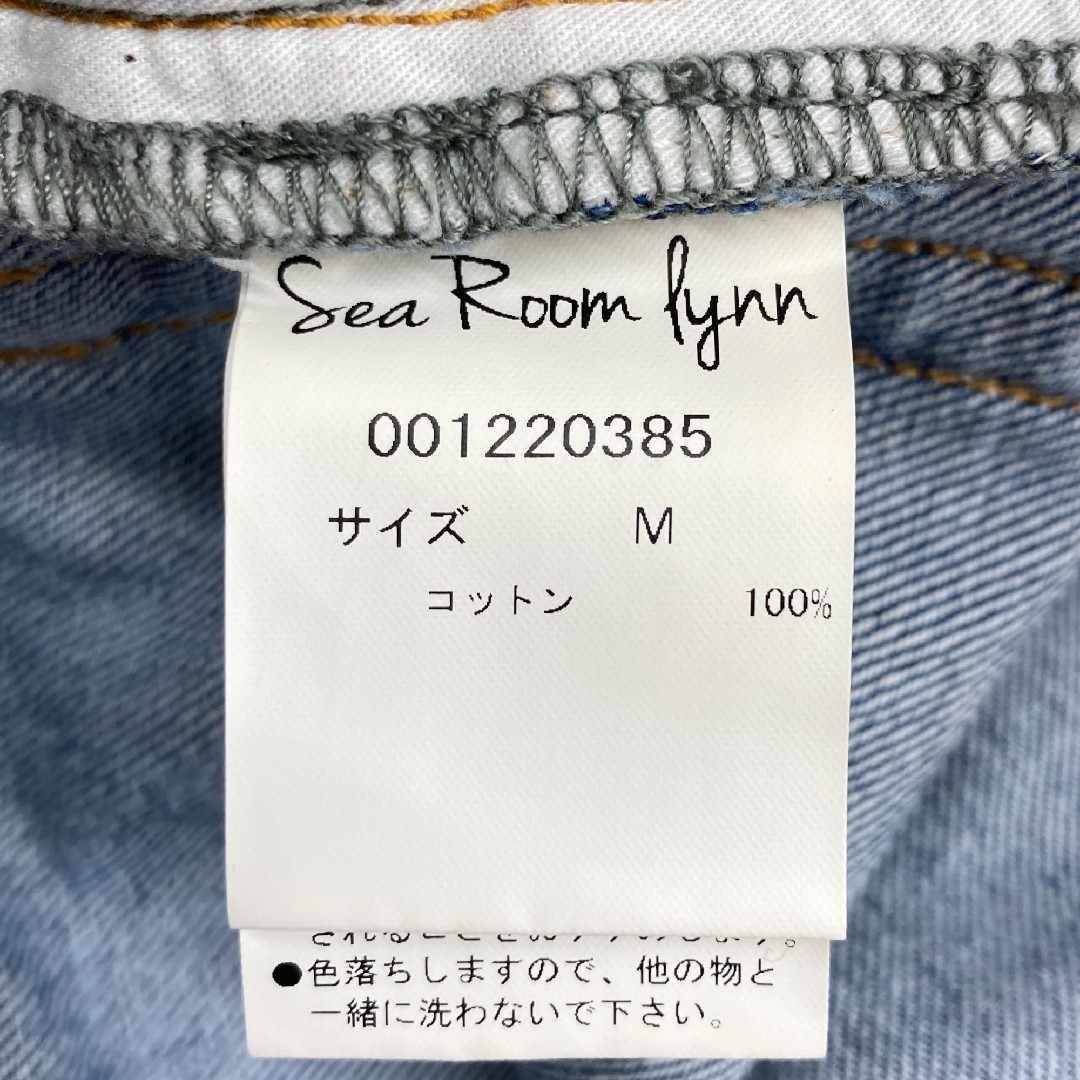 Sea Room lynn
001220385
サイズ M
コットン 100%
●色落ちしますので、他の物と
一緒に洗わないで下さい。